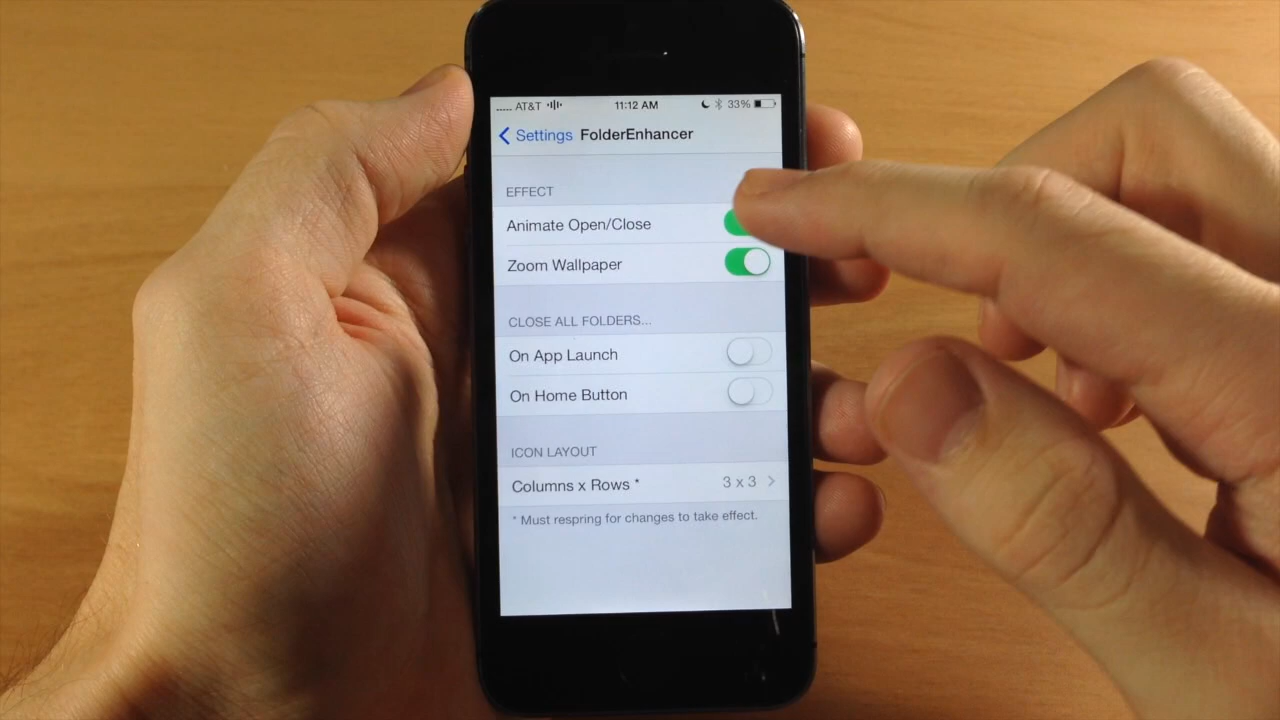 ..... AT&T 11:12 AM 33%
Settings FolderEnhancer
EFFECT
Animate Open/Close
Zoom Wallpaper
CLOSE ALL FOLDERS...
On App Launch
On Home Button
ICON LAYOUT
Columns x Rows * 3 x 3
* Must respring for changes to take effect.